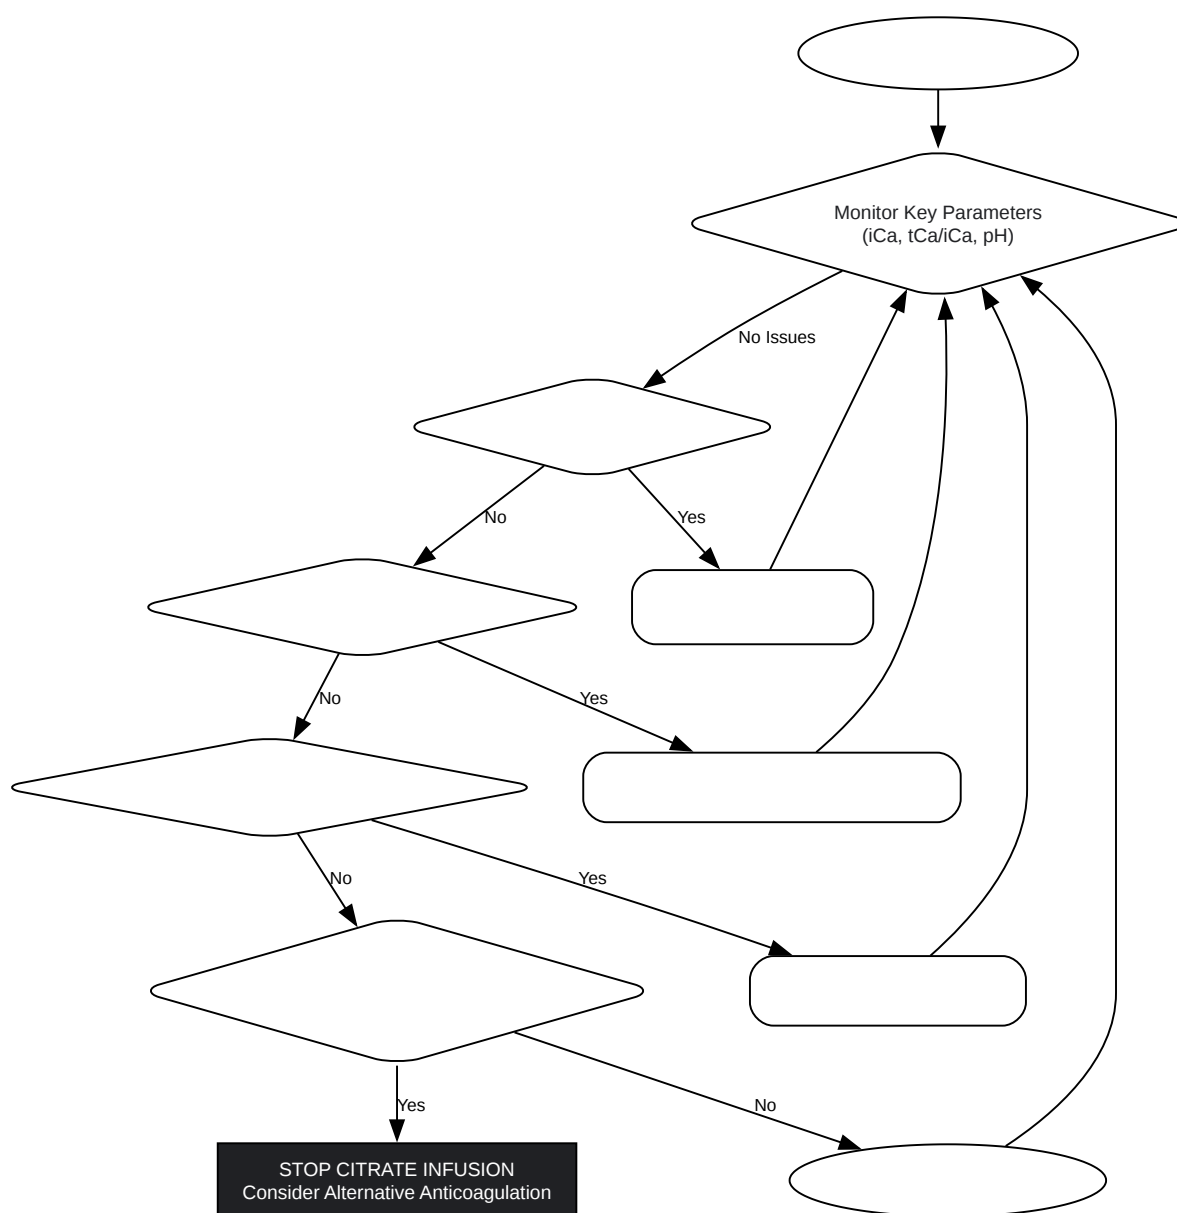 Monitor Key Parameters
(iCa, tCa/iCa, pH)
No Issues
No
Yes
No
Yes
No
Yes
Yes
No
STOP CITRATE INFUSION
Consider Alternative Anticoagulation